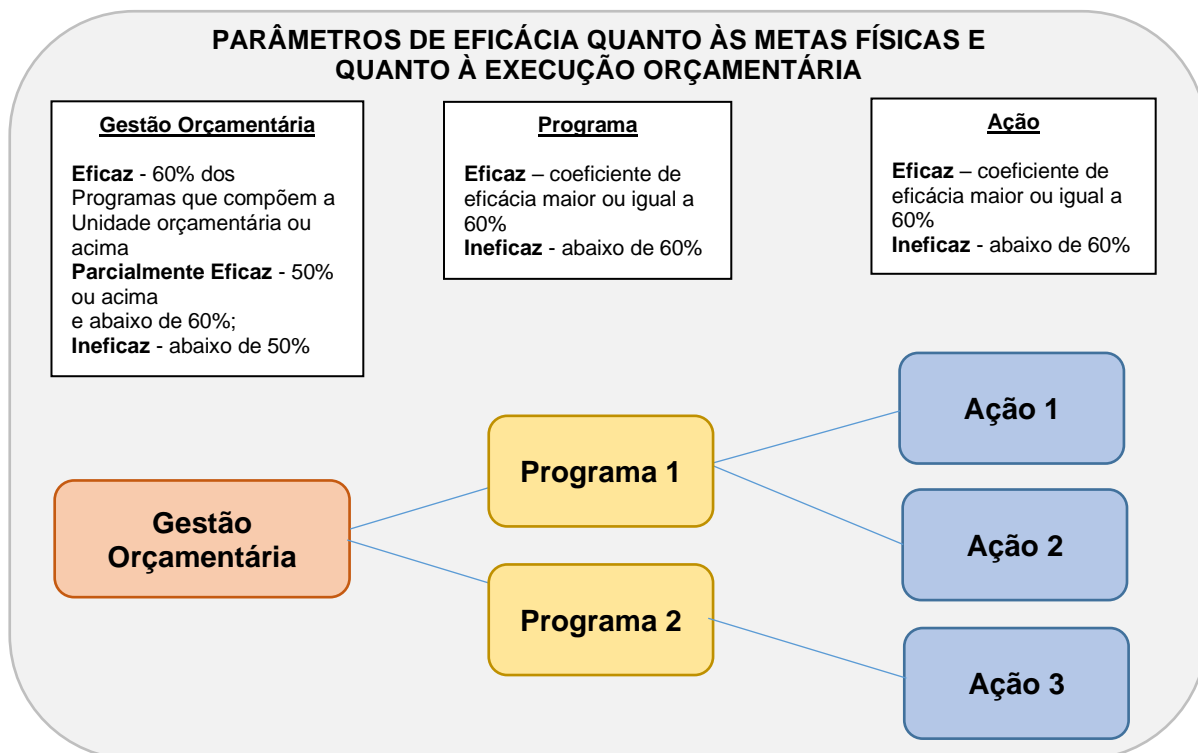 PARÂMETROS DE EFICÁCIA QUANTO ÀS METAS FÍSICAS E
QUANTO À EXECUÇÃO ORÇAMENTÁRIA
Gestão Orçamentária
Eficaz - 60% dos
Programas que compõem a
Unidade orçamentária ou
acima
Parcialmente Eficaz - 50%
ou acima
e abaixo de 60%;
Ineficaz - abaixo de 50%
Programa
Eficaz – coeficiente de
eficácia maior ou igual a
60%
Ineficaz - abaixo de 60%
Ação
Eficaz – coeficiente de
eficácia maior ou igual a
60%
Ineficaz - abaixo de 60%
Gestão
Orçamentária
Programa 1
Programa 2
Ação 1
Ação 2
Ação 3